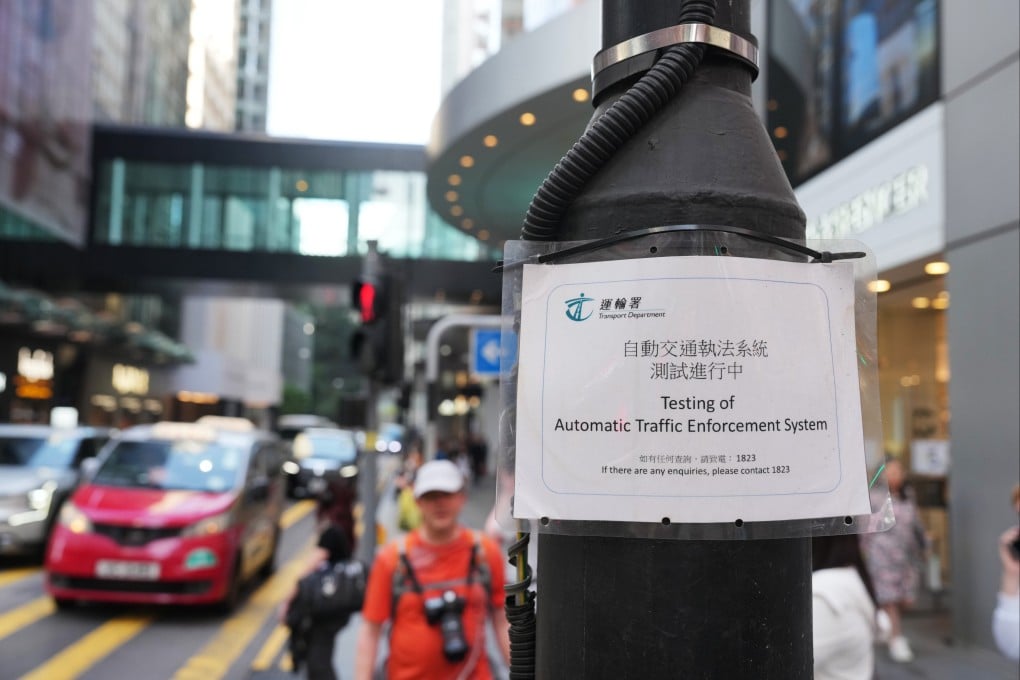 運輸署
Transport Department
自動交通執法系統
測試進行中
Testing of
Automatic Traffic Enforcement System
如有任何查詢，請致電：1823
If there are any enquiries, please contact 1823